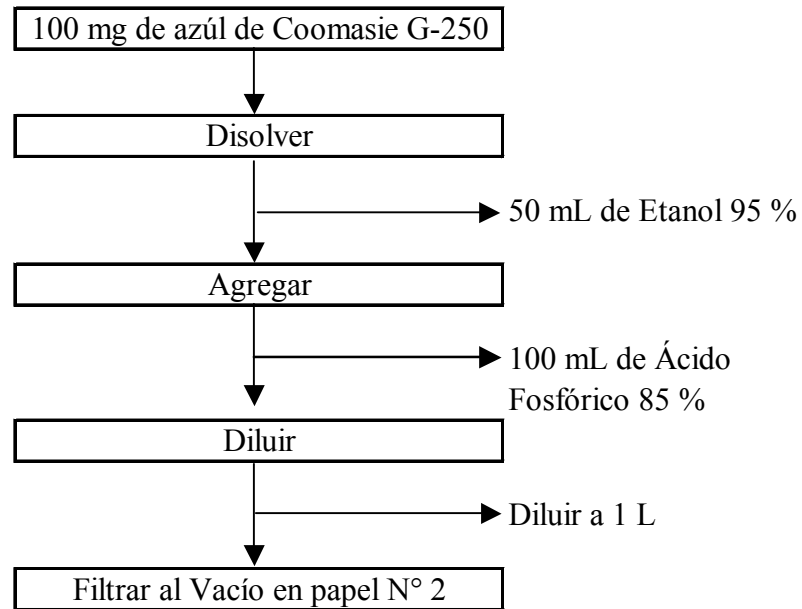 100 mg de azúl de Coomasie G-250
Disolver
50 mL de Etanol 95 %
Agregar
100 mL de Ácido
Fosfórico 85 %
Diluir
Diluir a 1 L
Filtrar al Vacío en papel N° 2